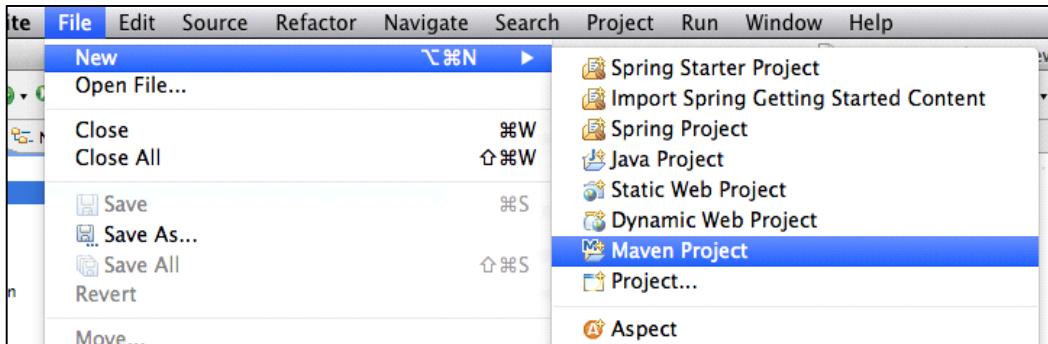 ite File Edit Source Refactor Navigate Search Project Run Window Help
New ⌥⌘N ▶
Open File...
Close ⌘W
Close All ⇧⌘W
Save ⌘S
Save As...
Save All ⇧⌘S
Revert
Move...
Spring Starter Project
Import Spring Getting Started Content
Spring Project
Java Project
Static Web Project
Dynamic Web Project
Maven Project
Project...
Aspect